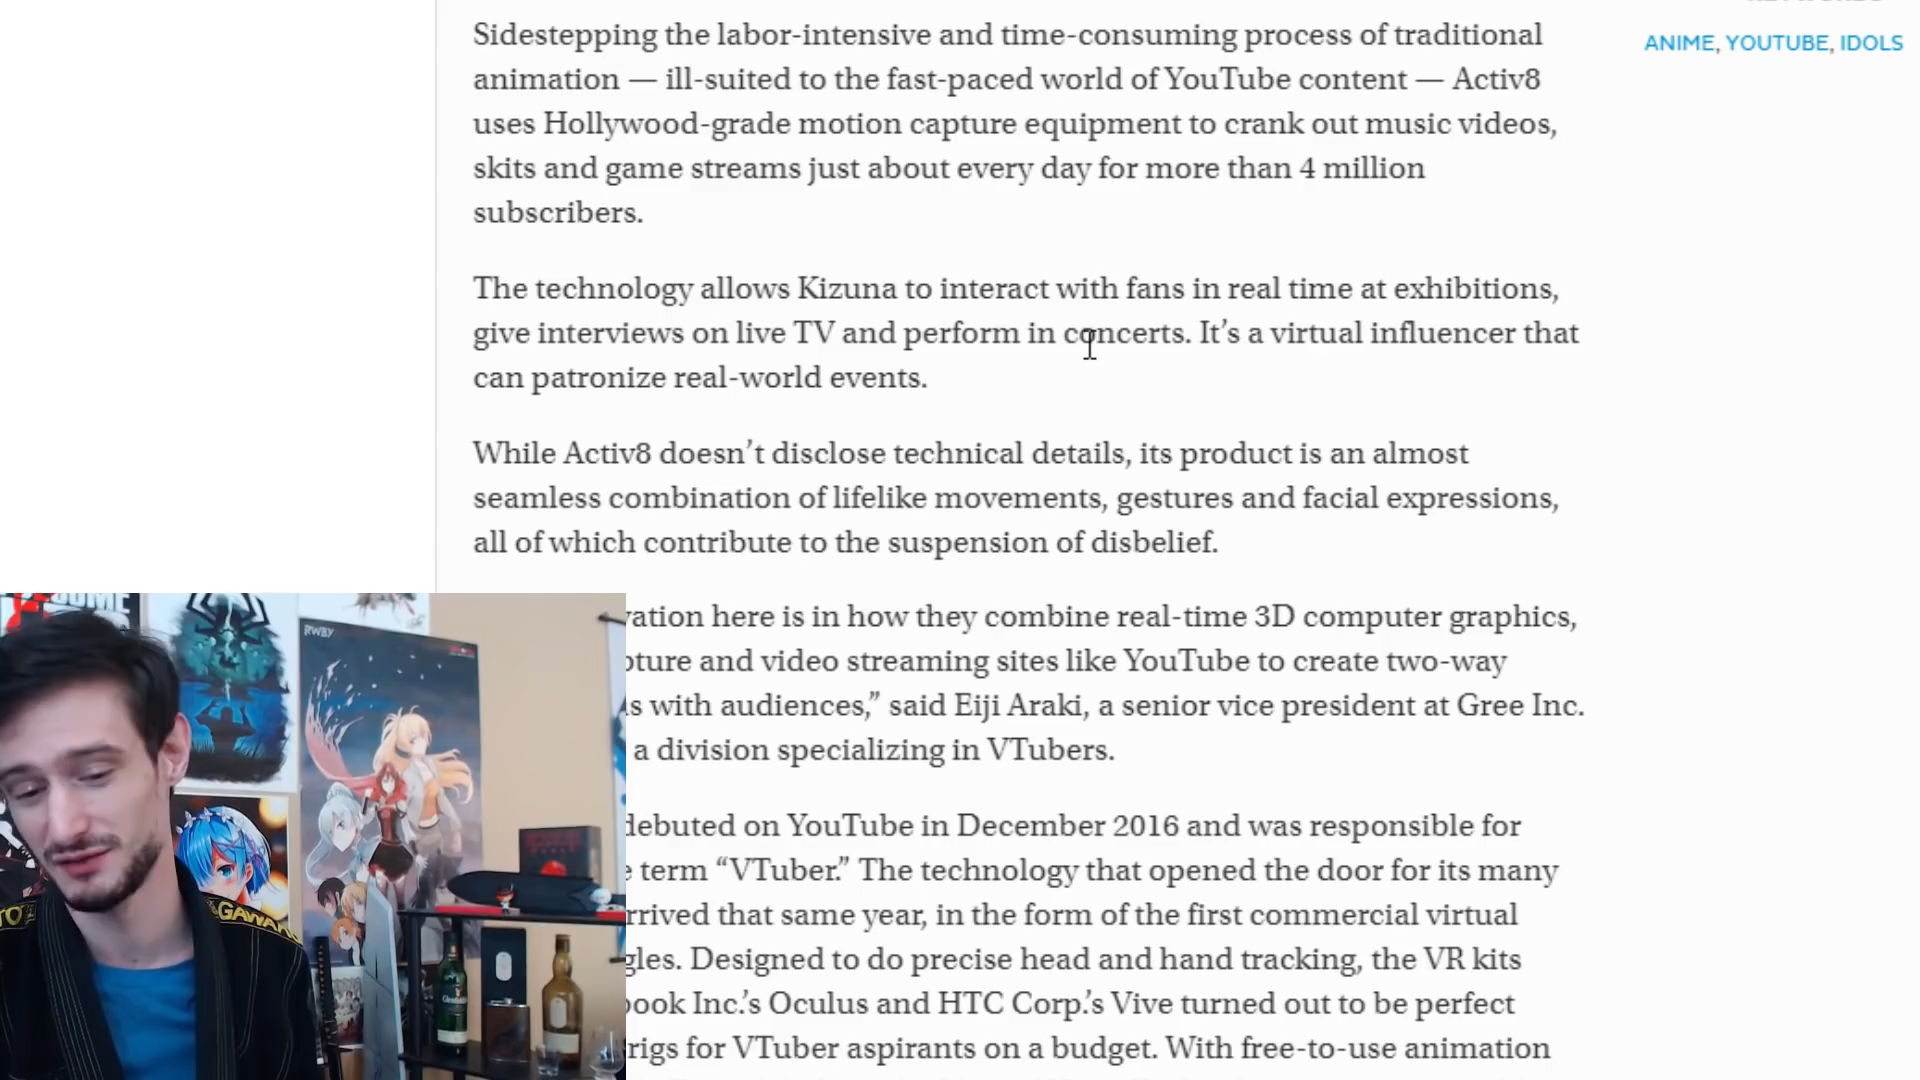 Sidestepping the labor-intensive and time-consuming process of traditional
ANIME, YOUTUBE, IDOLS
animation — ill-suited to the fast-paced world of YouTube content — Activ8
uses Hollywood-grade motion capture equipment to crank out music videos,
skits and game streams just about every day for more than 4 million
subscribers.
The technology allows Kizuna to interact with fans in real time at exhibitions,
give interviews on live TV and perform in concerts. It’s a virtual influencer that
can patronize real-world events.
While Activ8 doesn’t disclose technical details, its product is an almost
seamless combination of lifelike movements, gestures and facial expressions,
all of which contribute to the suspension of disbelief.
vation here is in how they combine real-time 3D computer graphics,
pture and video streaming sites like YouTube to create two-way
s with audiences,” said Eiji Araki, a senior vice president at Gree Inc.
a division specializing in VTubers.
debuted on YouTube in December 2016 and was responsible for
e term “VTuber.” The technology that opened the door for its many
rrived that same year, in the form of the first commercial virtual
gles. Designed to do precise head and hand tracking, the VR kits
book Inc.’s Oculus and HTC Corp.’s Vive turned out to be perfect
rigs for VTuber aspirants on a budget. With free-to-use animation
RWBY